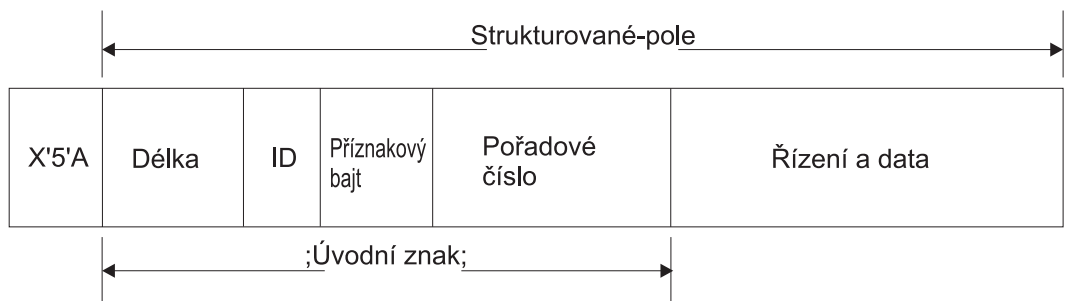 Strukturované-pole
X'5'A
Délka
ID
Příznakový
bajt
Pořadové
číslo
Řízení a data
;Úvodní znak;